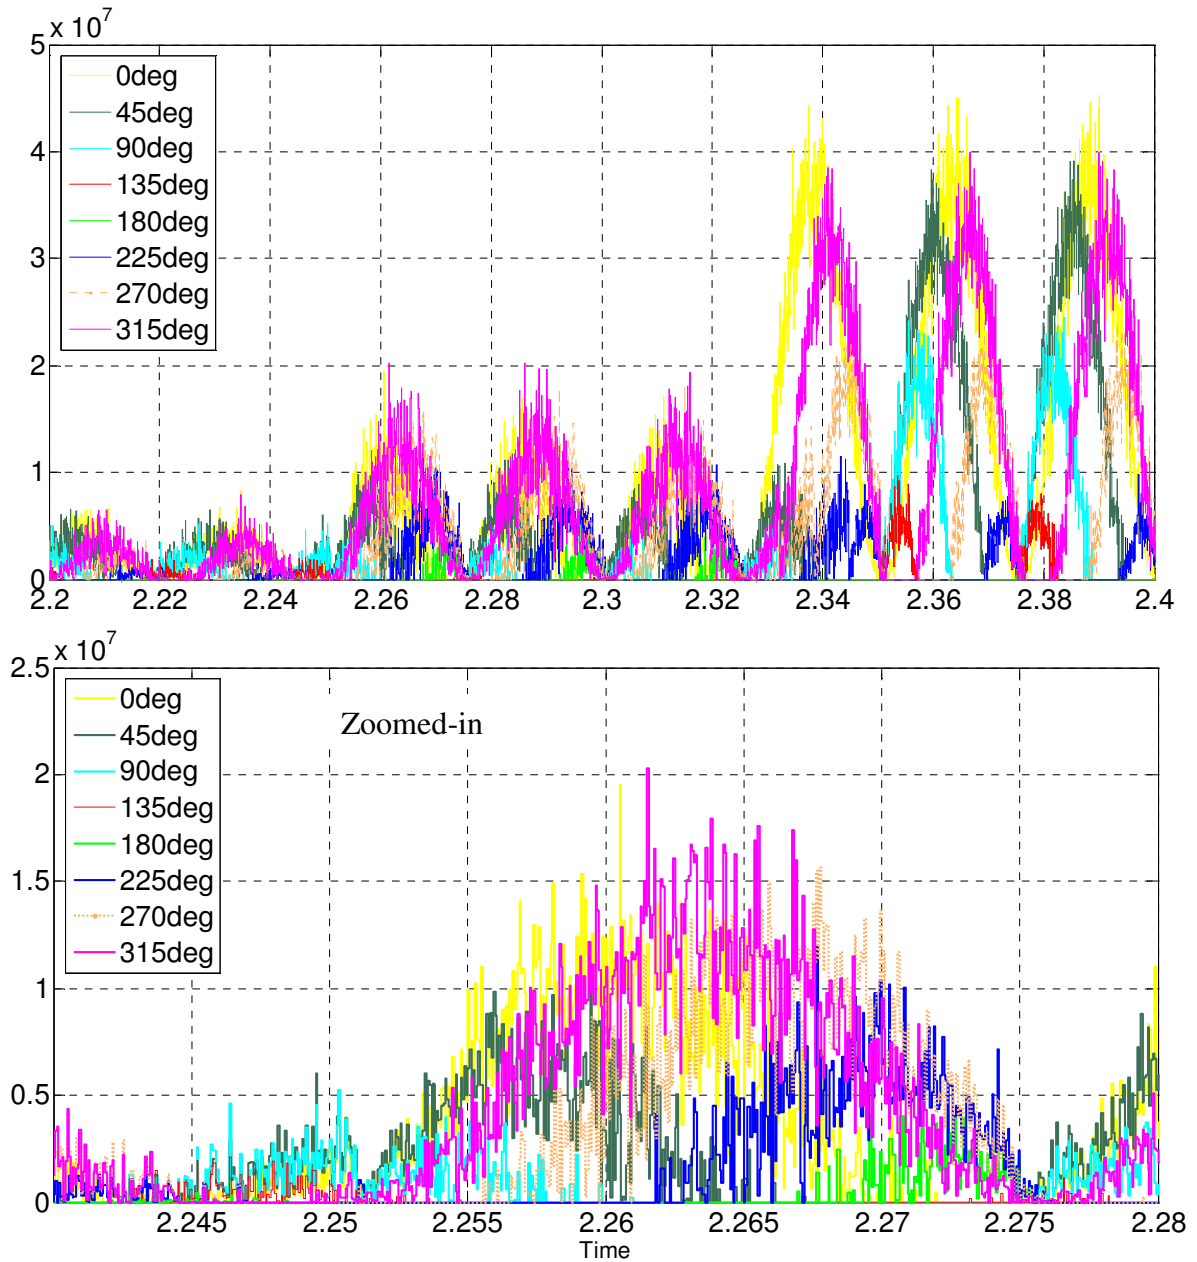 x 10^7
5
4
3
2
1
0
0deg
45deg
90deg
135deg
180deg
225deg
270deg
315deg
2.2 2.22 2.24 2.26 2.28 2.3 2.32 2.34 2.36 2.38 2.4
x 10^7
2.5
2
1.5
1
0.5
0
0deg
45deg
90deg
135deg
180deg
225deg
270deg
315deg
Zoomed-in
2.245 2.25 2.255 2.26 2.265 2.27 2.275 2.28
Time